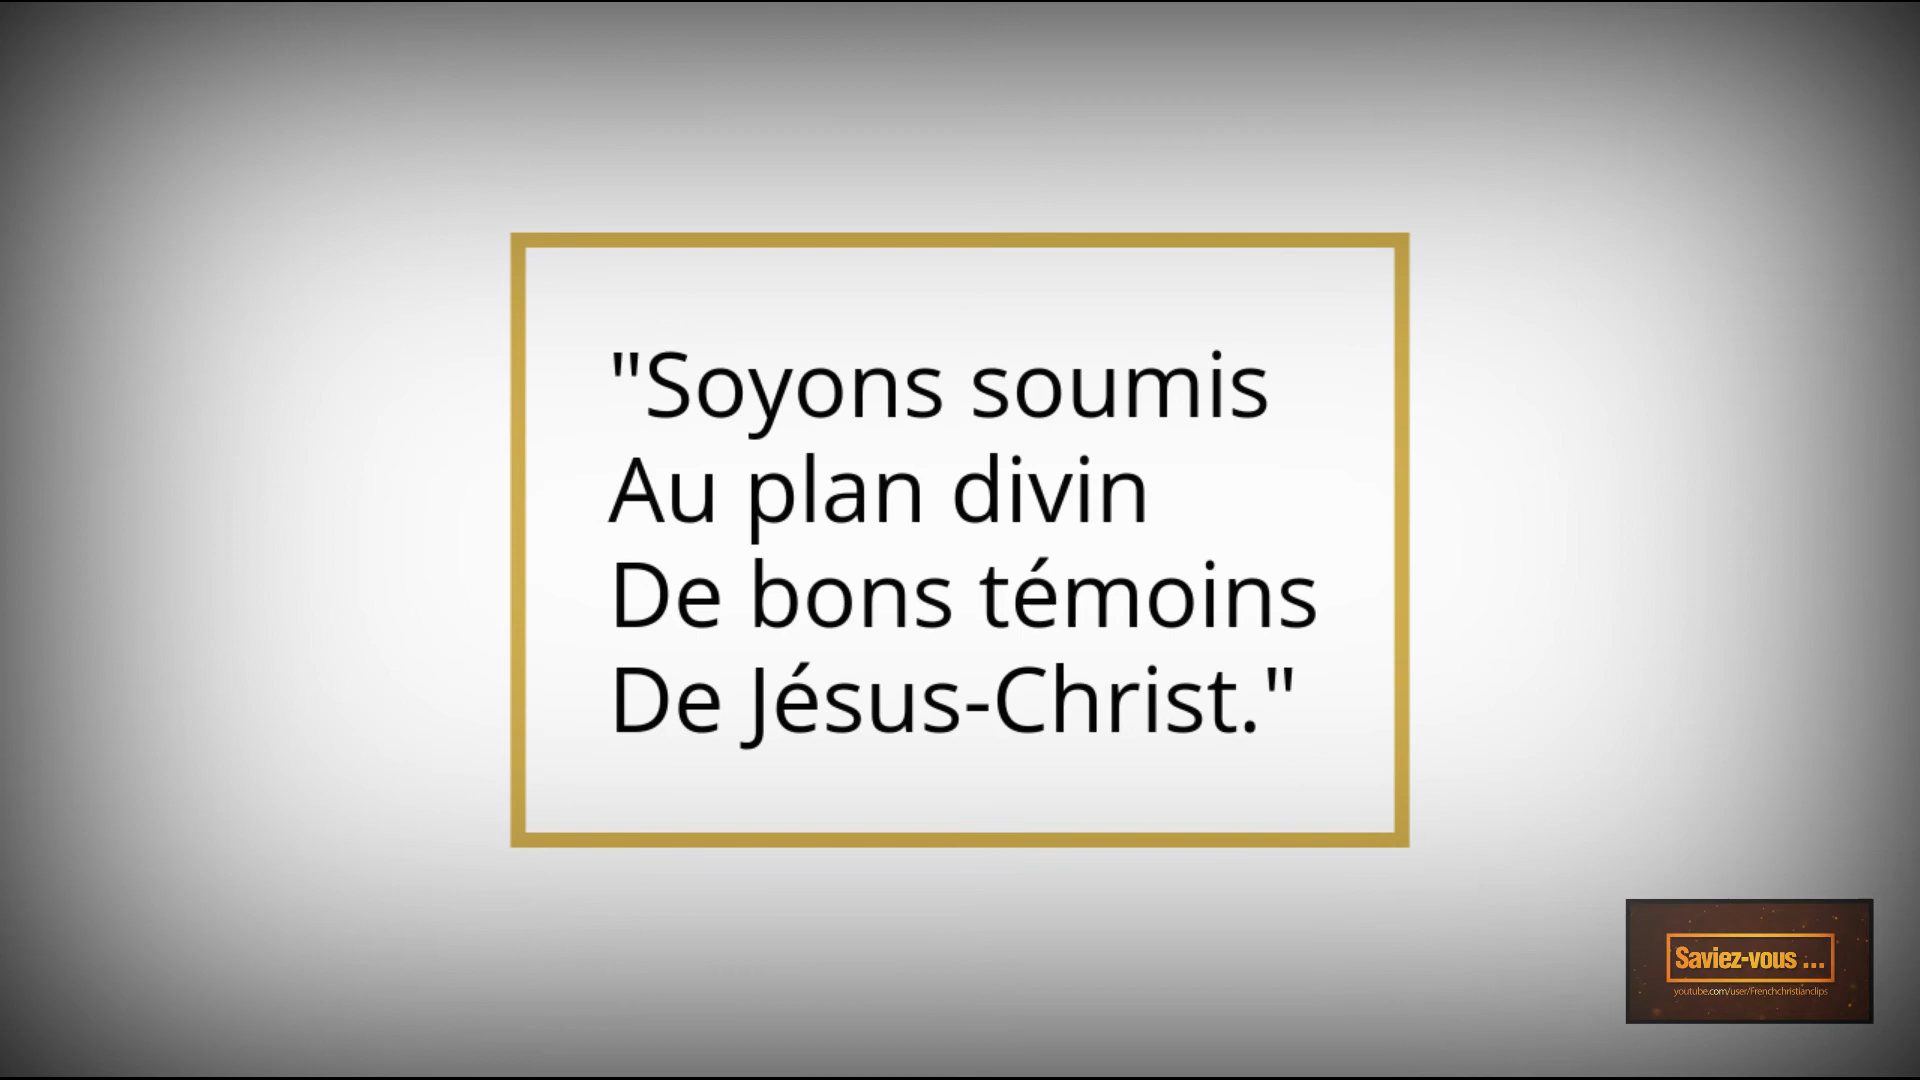 "Soyons soumis
Au plan divin
De bons témoins
De Jésus-Christ."
Saviez-vous ...
youtube.com/user/Frenchchristianclips